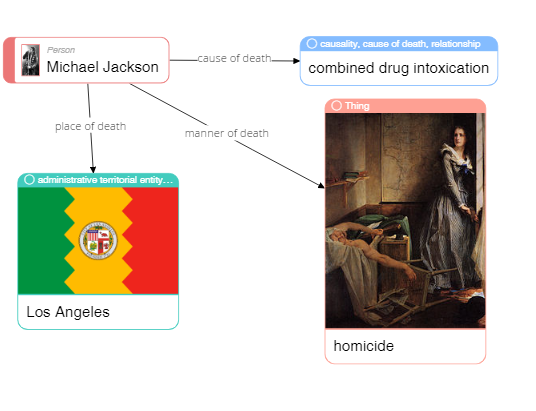 Person
Michael Jackson
cause of death
causality, cause of death, relationship
combined drug intoxication
place of death
manner of death
Thing
administrative territorial entity…
Los Angeles
homicide